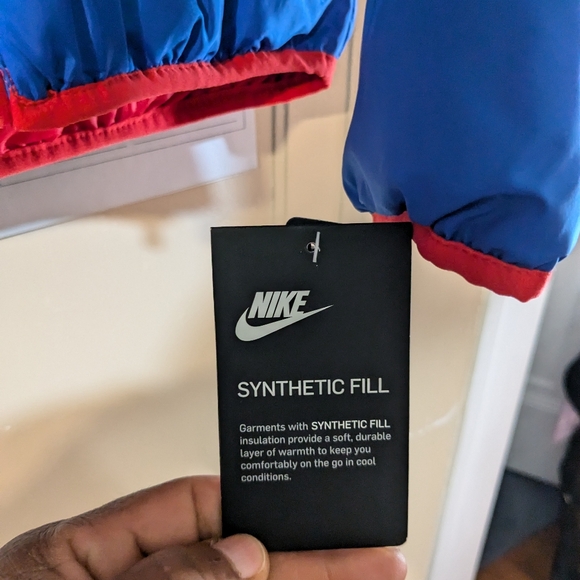 NIKE
SYNTHETIC FILL
Garments with SYNTHETIC FILL
insulation provide a soft, durable
layer of warmth to keep you
comfortably on the go in cool
conditions.